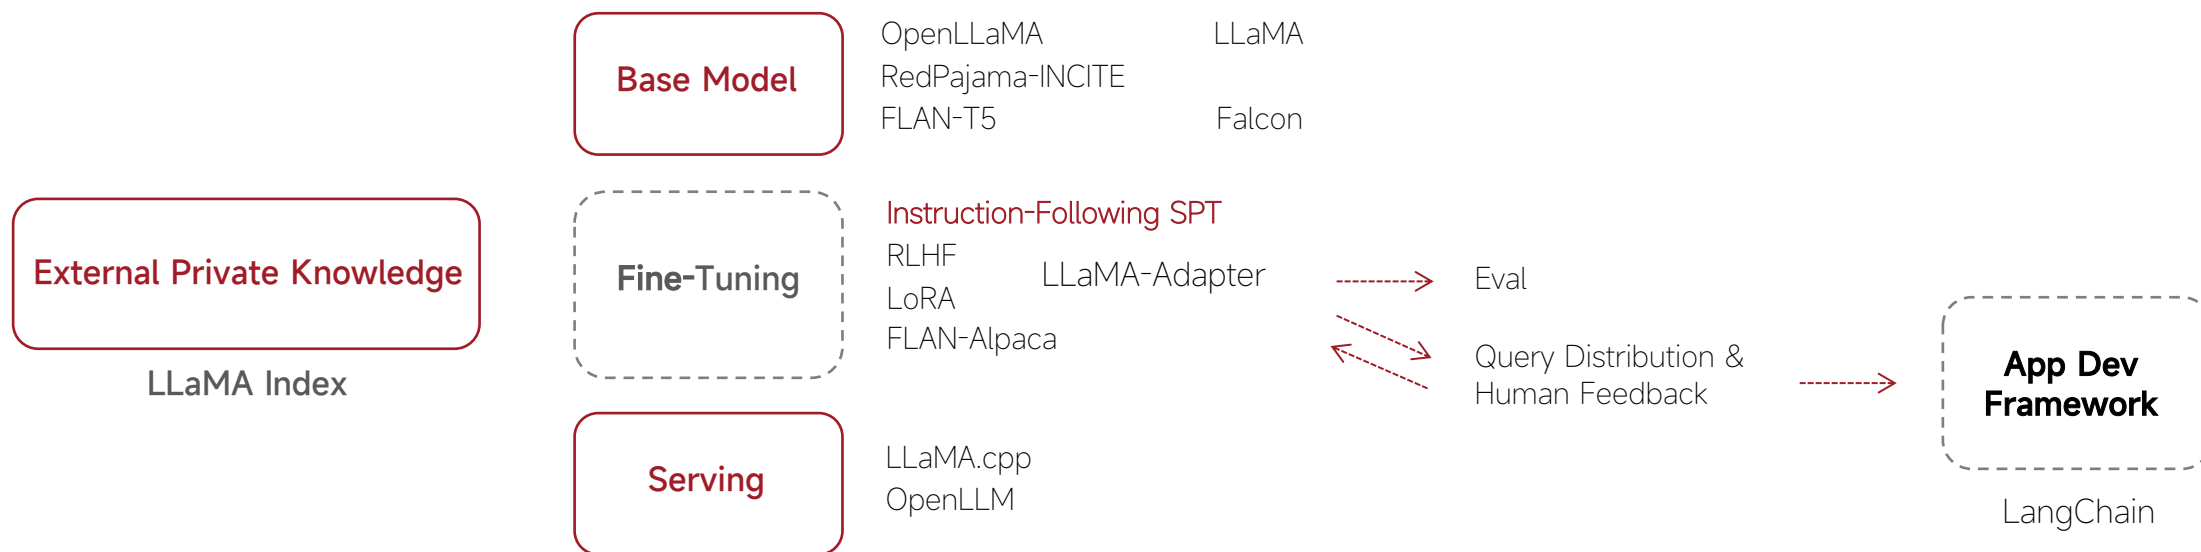 Base Model
OpenLLaMA
LLaMA
RedPajama-INCITE
FLAN-T5
Falcon
External Private Knowledge
LLaMA Index
Fine-Tuning
Instruction-Following SPT
RLHF
LLaMA-Adapter
LoRA
FLAN-Alpaca
Eval
Query Distribution &
Human Feedback
App Dev
Framework
LangChain
Serving
LLaMA.cpp
OpenLLM